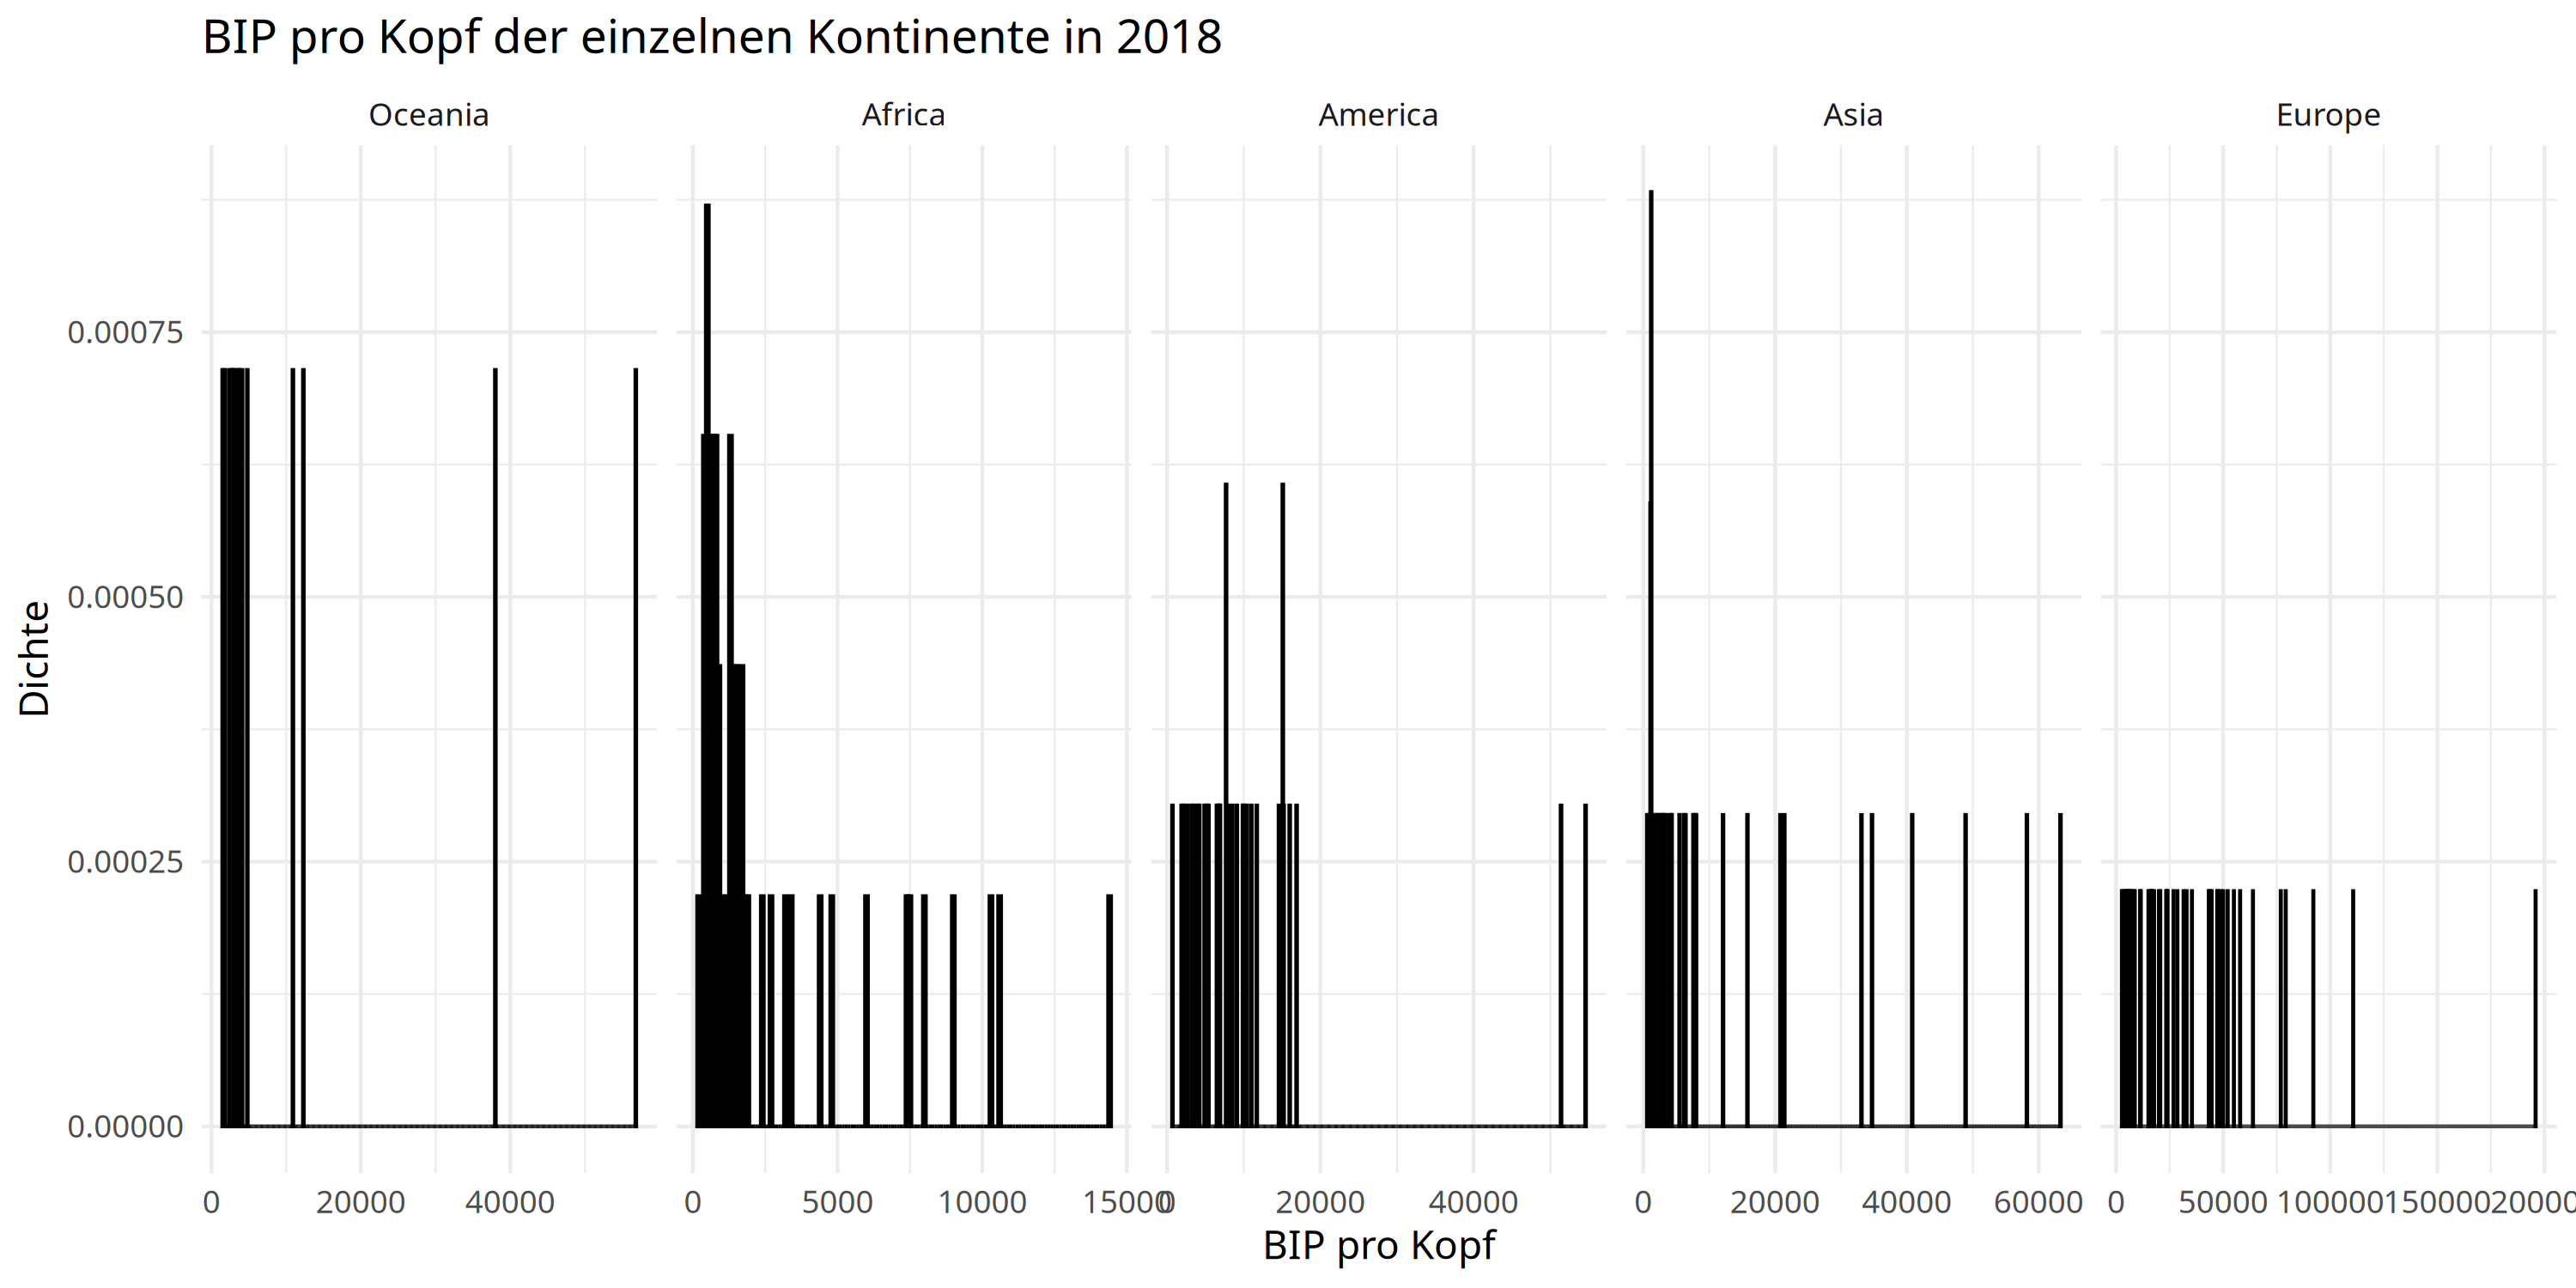 BIP pro Kopf der einzelnen Kontinente in 2018
Oceania Africa America Asia Europe
0.00075
0.00050
0.00025
0.00000
Dichte
0 20000 40000 0 5000 10000 15000 0 20000 40000 0 20000 40000 60000 0 50000 100000 150000 20000
BIP pro Kopf